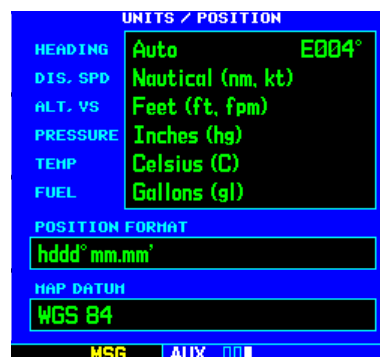 UNITS / POSITION
HEADING Auto E004°
DIS, SPD Nautical (nm, kt)
ALT, VS Feet (ft, fpm)
PRESSURE Inches (hg)
TEMP Celsius (C)
FUEL Gallons (gl)
POSITION FORMAT
hddd°mm.mm'
MAP DATUM
WGS 84
MSG AUX